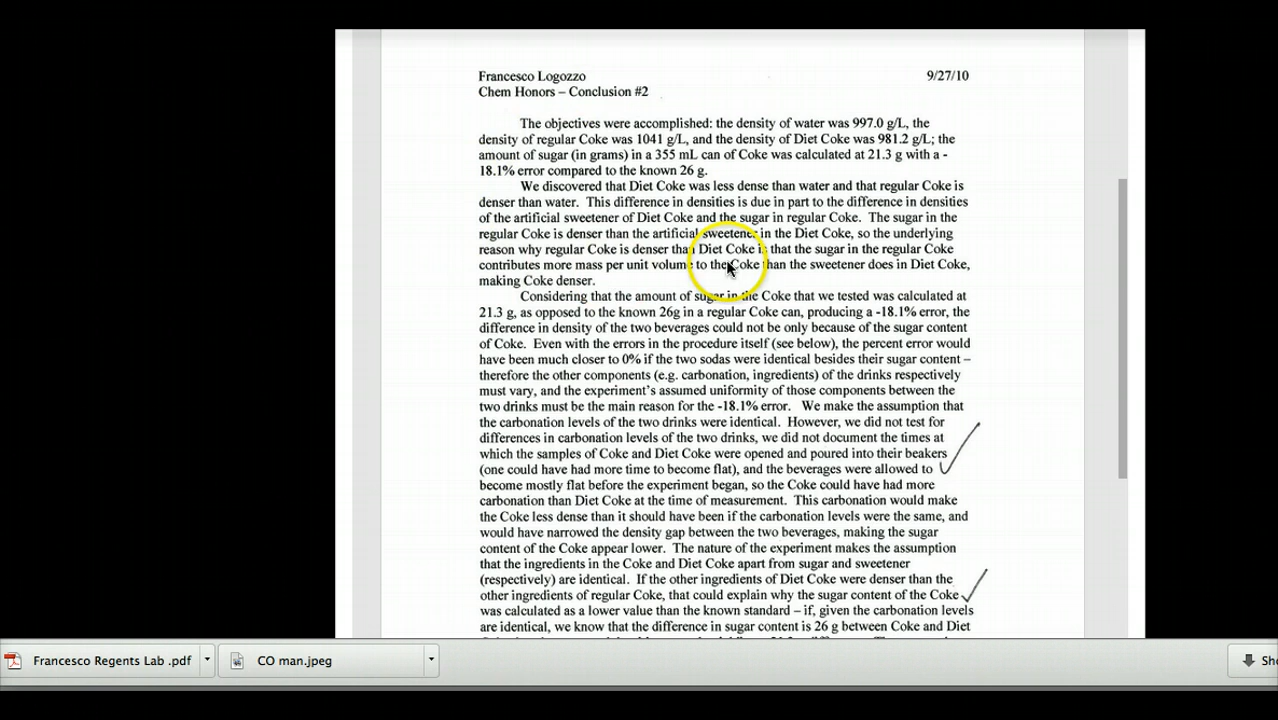 Francesco Logozzo 9/27/10
Chem Honors – Conclusion #2
The objectives were accomplished: the density of water was 997.0 g/L, the
density of regular Coke was 1041 g/L, and the density of Diet Coke was 981.2 g/L; the
amount of sugar (in grams) in a 355 mL can of Coke was calculated at 21.3 g with a -
18.1% error compared to the known 26 g.
We discovered that Diet Coke was less dense than water and that regular Coke is
denser than water. This difference in densities is due in part to the difference in densities
of the artificial sweetener of Diet Coke and the sugar in regular Coke. The sugar in the
regular Coke is denser than the artificial sweetener in the Diet Coke, so the underlying
reason why regular Coke is denser than Diet Coke is that the sugar in the regular Coke
contributes more mass per unit volume to the Coke than the sweetener does in Diet Coke,
making Coke denser.
Considering that the amount of sugar in the Coke that we tested was calculated at
21.3 g, as opposed to the known 26g in a regular Coke can, producing a -18.1% error, the
difference in density of the two beverages could not be only because of the sugar content
of Coke. Even with the errors in the procedure itself (see below), the percent error would
have been much closer to 0% if the two sodas were identical besides their sugar content –
therefore the other components (e.g. carbonation, ingredients) of the drinks respectively
must vary, and the experiment's assumed uniformity of those components between the
two drinks must be the main reason for the -18.1% error. We make the assumption that
the carbonation levels of the two drinks were identical. However, we did not test for
differences in carbonation levels of the two drinks, we did not document the times at
which the samples of Coke and Diet Coke were opened and poured into their beakers
(one could have had more time to become flat), and the beverages were allowed to
become mostly flat before the experiment began, so the Coke could have had more
carbonation than Diet Coke at the time of measurement. This carbonation would make
the Coke less dense than it should have been if the carbonation levels were the same, and
would have narrowed the density gap between the two beverages, making the sugar
content of the Coke appear lower. The nature of the experiment makes the assumption
that the ingredients in the Coke and Diet Coke apart from sugar and sweetener
(respectively) are identical. If the other ingredients of Diet Coke were denser than the
other ingredients of regular Coke, that could explain why the sugar content of the Coke
was calculated as a lower value than the known standard – if, given the carbonation levels
are identical, we know that the difference in sugar content is 26 g between Coke and Diet
Francesco Regents Lab .pdf CO man.jpeg Sho